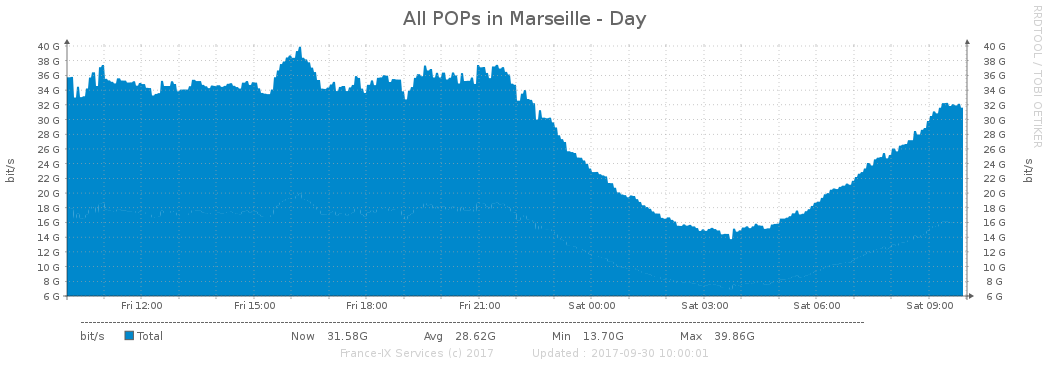 All POPs in Marseille - Day
RRDTOOL / TOBI OETIKER
bit/s
40 G
38 G
36 G
34 G
32 G
30 G
28 G
26 G
24 G
22 G
20 G
18 G
16 G
14 G
12 G
10 G
8 G
6 G
40 G
38 G
36 G
34 G
32 G
30 G
28 G
26 G
24 G
22 G
20 G
18 G
16 G
14 G
12 G
10 G
8 G
6 G
bit/s
Fri 12:00 Fri 15:00 Fri 18:00 Fri 21:00 Sat 00:00 Sat 03:00 Sat 06:00 Sat 09:00
bit/s Total Now 31.58G Avg 28.62G Min 13.70G Max 39.86G
France-IX Services (c) 2017 Updated : 2017-09-30 10:00:01